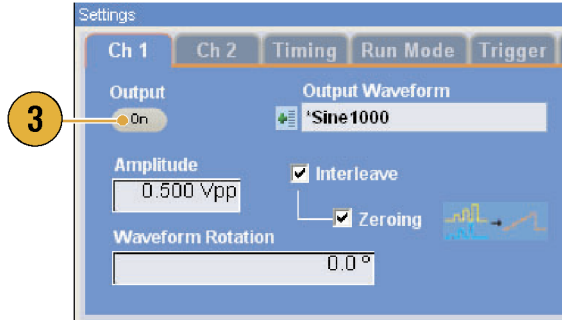 Settings
Ch 1 Ch 2 Timing Run Mode Trigger
Output Output Waveform
On *Sine1000
3
Amplitude
0.500 Vpp
Interleave
Zeroing
Waveform Rotation
0.0 °